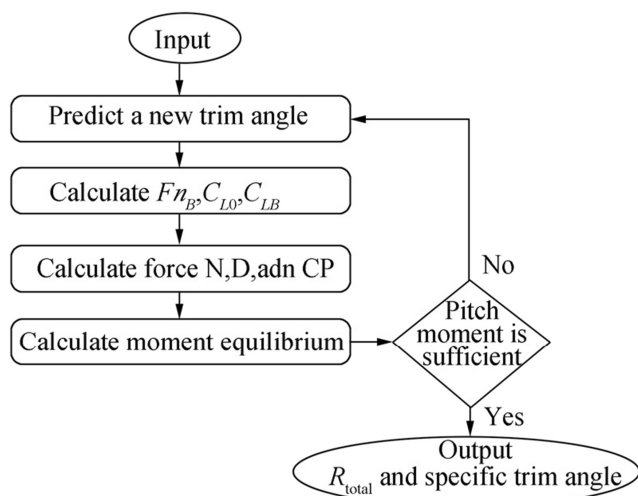 Input
Predict a new trim angle
Calculate Fn_B,C_L0,C_LB
Calculate force N,D,adn CP
Calculate moment equilibrium
No
Pitch
moment is
sufficient
Yes
Output
R_total and specific trim angle